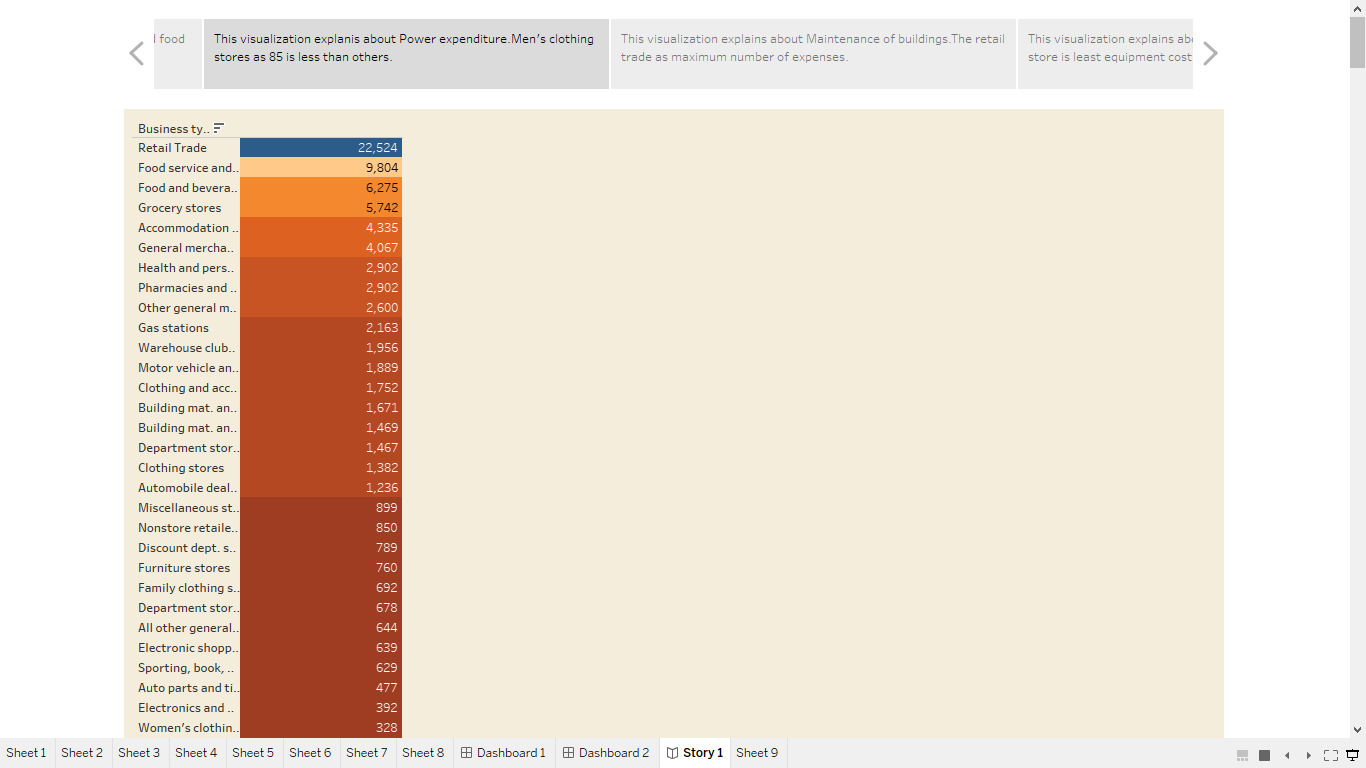 food
This visualization explanis about Power expenditure.Men's clothing
stores as 85 is less than others.
This visualization explains about Maintenance of buildings.The retail
trade as maximum number of expenses.
This visualization explains
store is least equipment cost
Business ty..
Retail Trade 22,524
Food service and.. 9,804
Food and bevera.. 6,275
Grocery stores 5,742
Accommodation .. 4,335
General mercha.. 4,067
Health and pers.. 2,902
Pharmacies and .. 2,902
Other general m.. 2,600
Gas stations 2,163
Warehouse club.. 1,956
Motor vehicle an.. 1,889
Clothing and acc.. 1,752
Building mat. an.. 1,671
Building mat. an.. 1,469
Department stor.. 1,467
Clothing stores 1,382
Automobile deal.. 1,236
Miscellaneous st.. 899
Nonstore retaile.. 850
Discount dept. s.. 789
Furniture stores 760
Family clothing s.. 692
Department stor.. 678
All other general.. 644
Electronic shopp.. 639
Sporting, book, .. 629
Auto parts and ti.. 477
Electronics and .. 392
Women's clothin.. 328
Sheet 1 Sheet 2 Sheet 3 Sheet 4 Sheet 5 Sheet 6 Sheet 7 Sheet 8 Dashboard 1 Dashboard 2 Story 1 Sheet 9